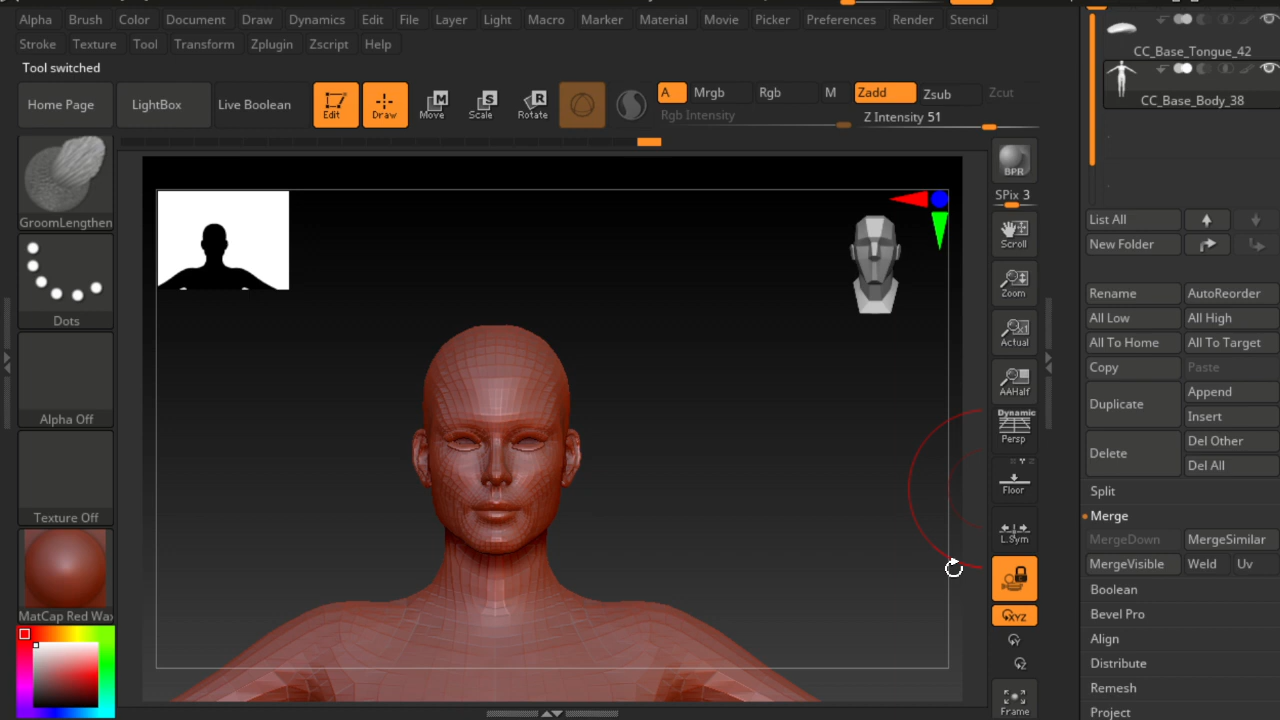 Alpha Brush Color Document Draw Dynamics Edit File Layer Light Macro Marker Material Movie Picker Preferences Render Stencil
Stroke Texture Tool Transform Zplugin Zscript Help
Tool switched
Home Page LightBox Live Boolean Edit Draw Move Scale Rotate A Mrgb Rgb M Zadd Zsub Zcut
Rgb Intensity Z Intensity 51
GroomLengthen
Dots
Alpha Off
Texture Off
MatCap Red Wax
BPR
SPix 3
Scroll
Zoom
Actual
AAHalf
Dynamic
Persp
Floor
L.Sym
XYZ
Y
Z
Frame
CC_Base_Tongue_42
CC_Base_Body_38
List All
New Folder
Rename AutoReorder
All Low All High
All To Home All To Target
Copy Paste
Duplicate Append
Insert
Delete Del Other
Del All
Split
Merge
MergeDown MergeSimilar
MergeVisible Weld Uv
Boolean
Bevel Pro
Align
Distribute
Remesh
Project